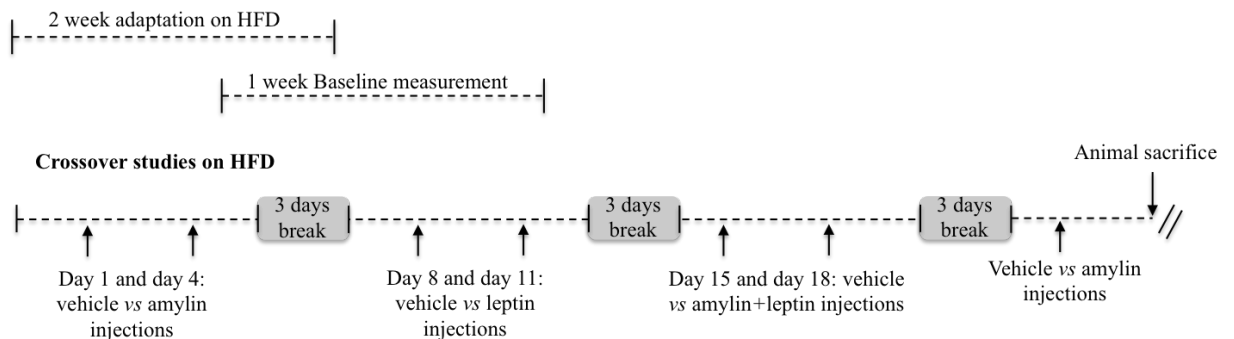 2 week adaptation on HFD
1 week Baseline measurement
Crossover studies on HFD
Animal sacrifice
3 days
break
3 days
break
3 days
break
Day 1 and day 4:
vehicle vs amylin
injections
Day 8 and day 11:
vehicle vs leptin
injections
Day 15 and day 18: vehicle
vs amylin+leptin injections
Vehicle vs amylin
injections